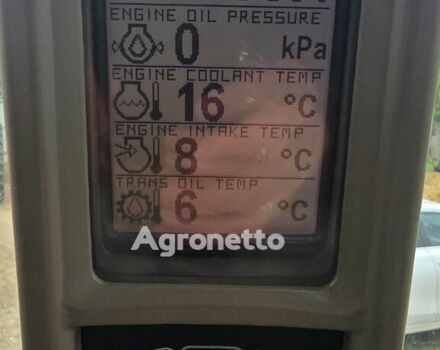 ENGINE OIL PRESSURE
0 kPa
ENGINE COOLANT TEMP
16 °C
ENGINE INTAKE TEMP
8 °C
TRANS OIL TEMP
6 °C
Agronetto